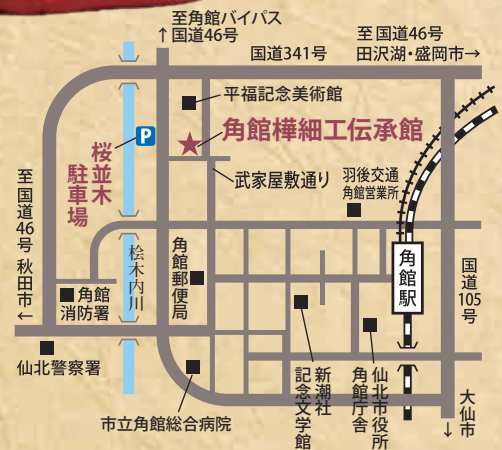 至角館バイパス
↑国道46号
至国道46号
田沢湖・盛岡市→
国道341号
平福記念美術館
P
角館樺細工伝承館
桜並木
駐車場
武家屋敷通り
羽後交通
角館営業所
至国道46号 秋田市←
桧木内川
角館郵便局
角館駅
国道105号
角館
消防署
仙北警察署
市立角館総合病院
新潮社
記念文学館
仙北市役所
角館庁舎
大仙市↓